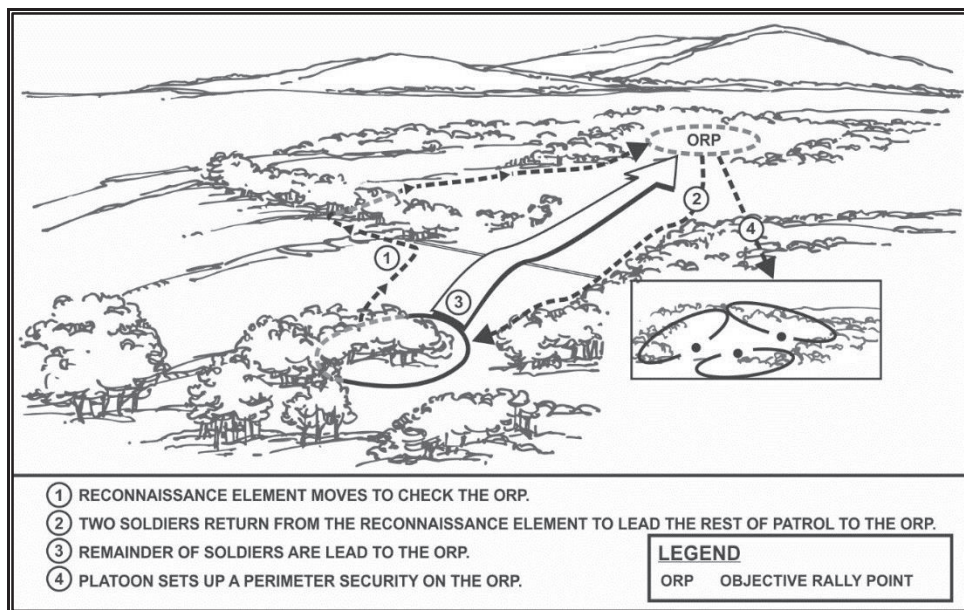 ORP
2
4
1
3
1 RECONNAISSANCE ELEMENT MOVES TO CHECK THE ORP.
2 TWO SOLDIERS RETURN FROM THE RECONNAISSANCE ELEMENT TO LEAD THE REST OF PATROL TO THE ORP.
3 REMAINDER OF SOLDIERS ARE LEAD TO THE ORP.
4 PLATOON SETS UP A PERIMETER SECURITY ON THE ORP.
LEGEND
ORP OBJECTIVE RALLY POINT